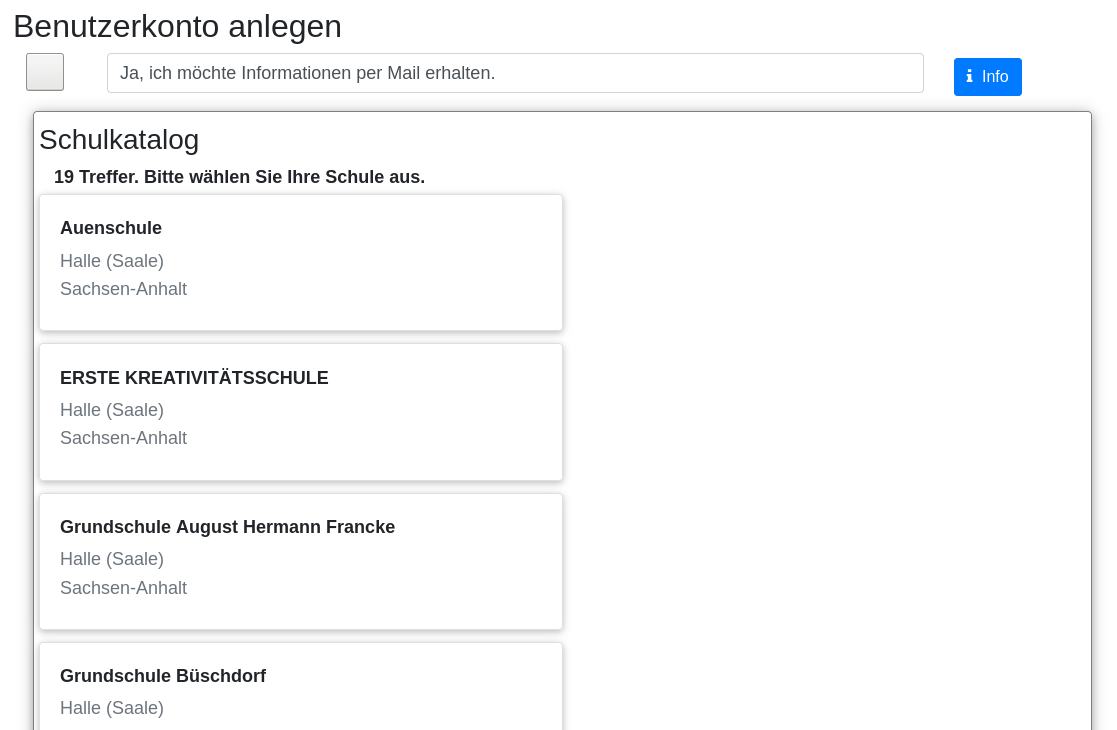 Benutzerkonto anlegen
Ja, ich möchte Informationen per Mail erhalten.
Info
Schulkatalog
19 Treffer. Bitte wählen Sie Ihre Schule aus.
Auenschule
Halle (Saale)
Sachsen-Anhalt
ERSTE KREATIVITÄTSSCHULE
Halle (Saale)
Sachsen-Anhalt
Grundschule August Hermann Francke
Halle (Saale)
Sachsen-Anhalt
Grundschule Büschdorf
Halle (Saale)